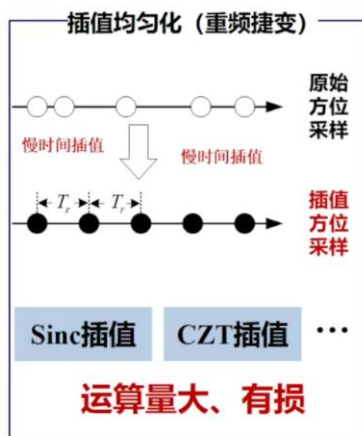 插值均匀化（重频捷变）
原始
方位
采样
慢时间插值
慢时间插值
T_r
T_r
插值
方位
采样
Sinc插值
CZT插值
···
运算量大、有损